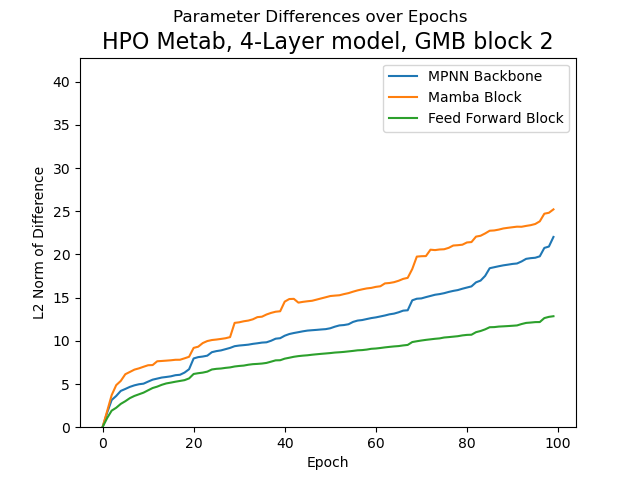 Parameter Differences over Epochs
HPO Metab, 4-Layer model, GMB block 2
MPNN Backbone
Mamba Block
Feed Forward Block
L2 Norm of Difference
40
35
30
25
20
15
10
5
0
0 20 40 60 80 100
Epoch